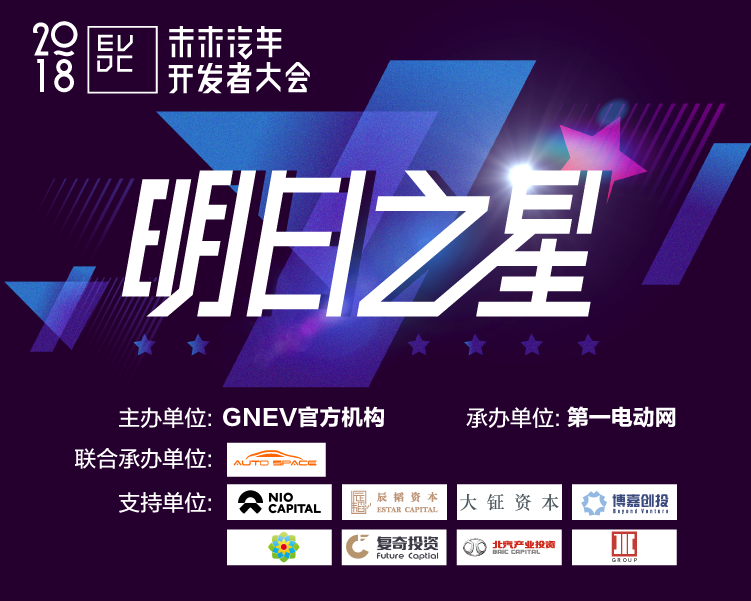 2018 EVDC 未来汽车
开发者大会
明日之星
主办单位: GNEV官方机构 承办单位: 第一电动网
联合承办单位: AUTO SPACE
支持单位: NIO CAPITAL 辰韬资本 ESTAR CAPITAL 大钲资本 博嘉创投 Beyond Venture
复奇投资 Future Captial 北汽产业投资 BAIC CAPITAL GROUP